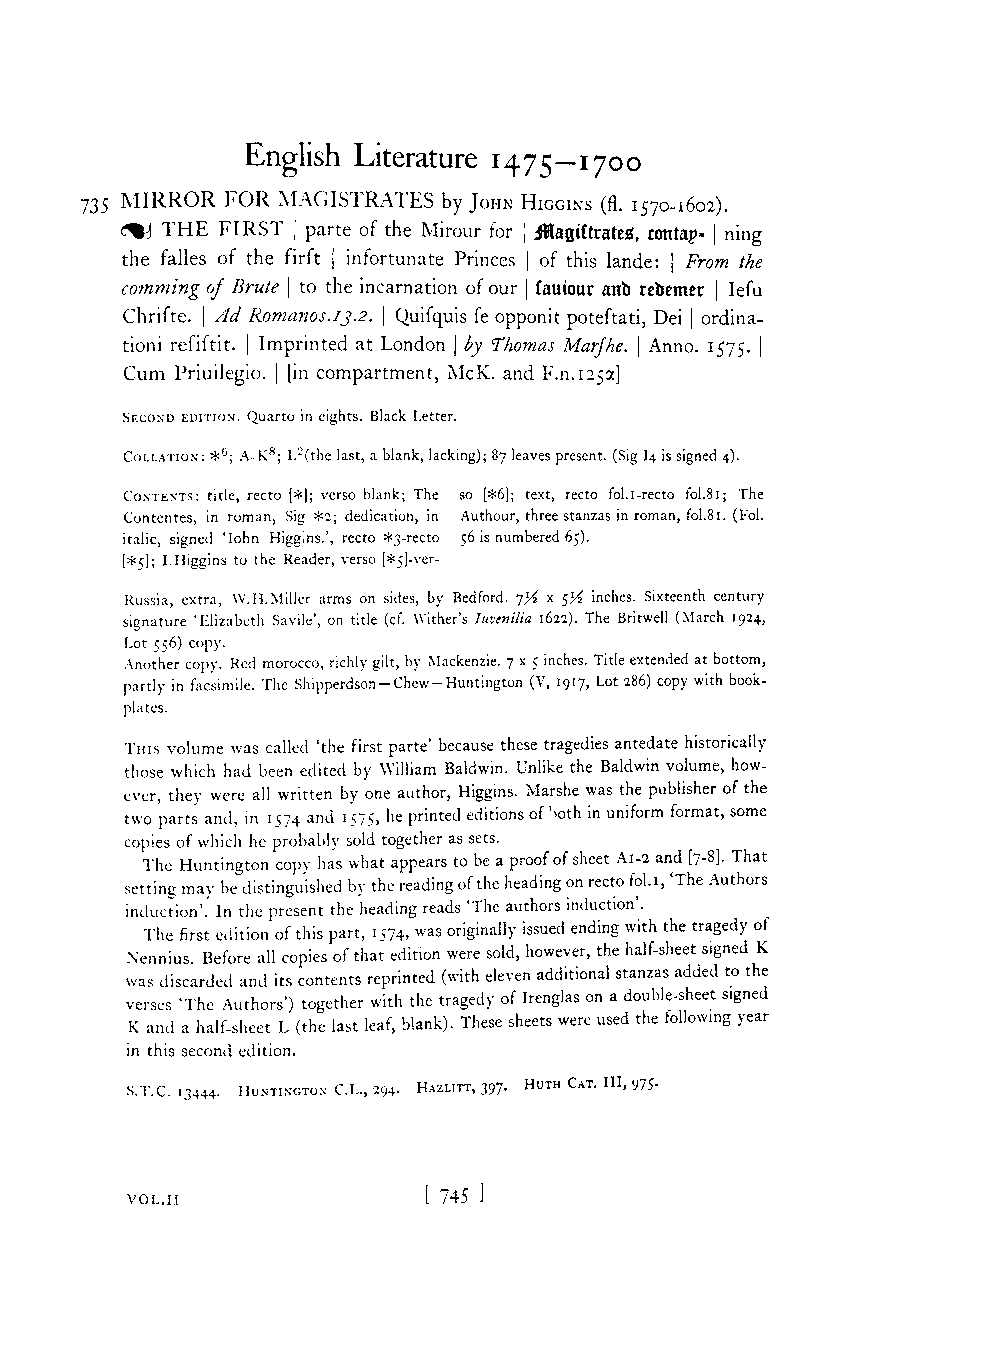 English Literature 1475–1700
735 MIRROR FOR MAGISTRATES by John Higgins (fl. 1570-1602).
THE FIRST | parte of the Mirour for | Magiſtrates, contay- | ning
the falles of the firſt | infortunate Princes | of this lande: | From the
comming of Brute | to the incarnation of our | ſauiour and redemer | Ieſu
Chriſte. | Ad Romanos.13.2. | Quiſquis ſe opponit poteſtati, Dei | ordina-
tioni reſiſtit. | Imprinted at London | by Thomas Marſhe. | Anno. 1575. |
Cum Priuilegio. | [in compartment, McK. and F.n.125α]
Second edition. Quarto in eights. Black Letter.
Collation: *⁶; A-K⁸; L²(the last, a blank, lacking); 87 leaves present. (Sig I4 is signed 4).
Contents: title, recto [*]; verso blank; The
Contentes, in roman, Sig *2; dedication, in
italic, signed 'Iohn Higgins.', recto *3-recto
[*5]; I.Higgins to the Reader, verso [*5]-ver-
so [*6]; text, recto fol.1-recto fol.81; The
Authour, three stanzas in roman, fol.81. (Fol.
56 is numbered 65).
Russia, extra, W.H.Miller arms on sides, by Bedford. 7½ x 5½ inches. Sixteenth century
signature 'Elizabeth Savile', on title (cf. Wither's Iuvenilia 1622). The Britwell (March 1924,
Lot 556) copy.
Another copy. Red morocco, richly gilt, by Mackenzie. 7 x 5 inches. Title extended at bottom,
partly in facsimile. The Shipperdson—Chew—Huntington (V, 1917, Lot 286) copy with book-
plates.
This volume was called 'the first parte' because these tragedies antedate historically
those which had been edited by William Baldwin. Unlike the Baldwin volume, how-
ever, they were all written by one author, Higgins. Marshe was the publisher of the
two parts and, in 1574 and 1575, he printed editions of both in uniform format, some
copies of which he probably sold together as sets.
The Huntington copy has what appears to be a proof of sheet A1-2 and [7-8]. That
setting may be distinguished by the reading of the heading on recto fol.1, 'The Authors
induction'. In the present the heading reads 'The authors induction'.
The first edition of this part, 1574, was originally issued ending with the tragedy of
Nennius. Before all copies of that edition were sold, however, the half-sheet signed K
was discarded and its contents reprinted (with eleven additional stanzas added to the
verses 'The Authors') together with the tragedy of Irenglas on a double-sheet signed
K and a half-sheet L (the last leaf, blank). These sheets were used the following year
in this second edition.
S.T.C. 13444. Huntington C.L., 294. Hazlitt, 397. Huth Cat. III, 975.
VOL.II [ 745 ]